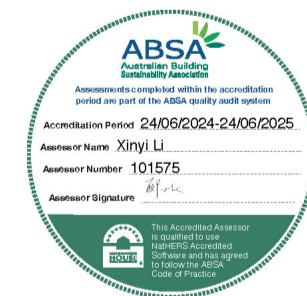 ABSA
Australian Building
Sustainability Association
Assessments completed within the accreditation
period are part of the ABSA quality audit system
Accreditation Period 24/06/2024-24/06/2025
Assessor Name Xinyi Li
Assessor Number 101575
Assessor Signature
This Accredited Assessor
is qualified to use
NatHERS Accredited
Software and has agreed
to follow the ABSA
Code of Practice
HOUSE